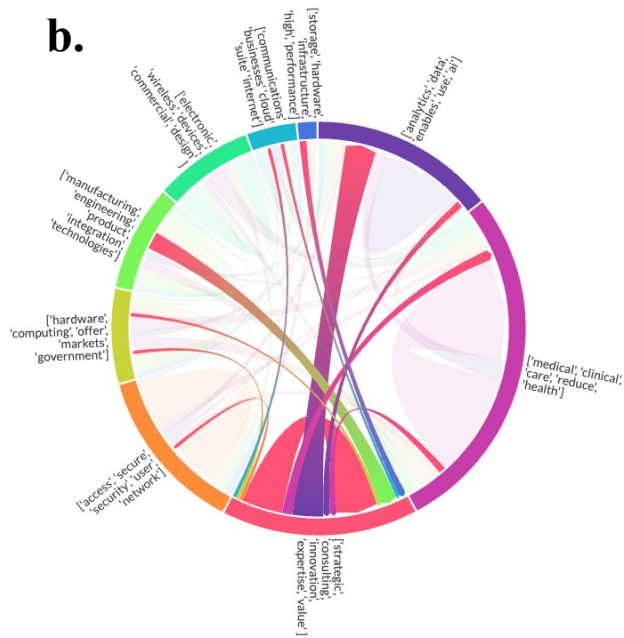 b.
['storage', 'hardware',
'infrastructure',
'high', 'performance']
['communications',
'businesses', 'cloud',
'suite', 'internet']
['electronic',
'wireless', 'devices',
'commercial', 'design'
]
['manufacturing',
'engineering',
'product',
'integration',
'technologies']
['hardware',
'computing', 'offer',
'markets',
'government']
['access', 'secure',
'security', 'user',
'network']
['strategic',
'consulting',
'innovation',
'expertise', 'value' ]
['medical', 'clinical',
'care', 'reduce',
'health']
['analytics', 'data',
'enables', 'use', 'ai']